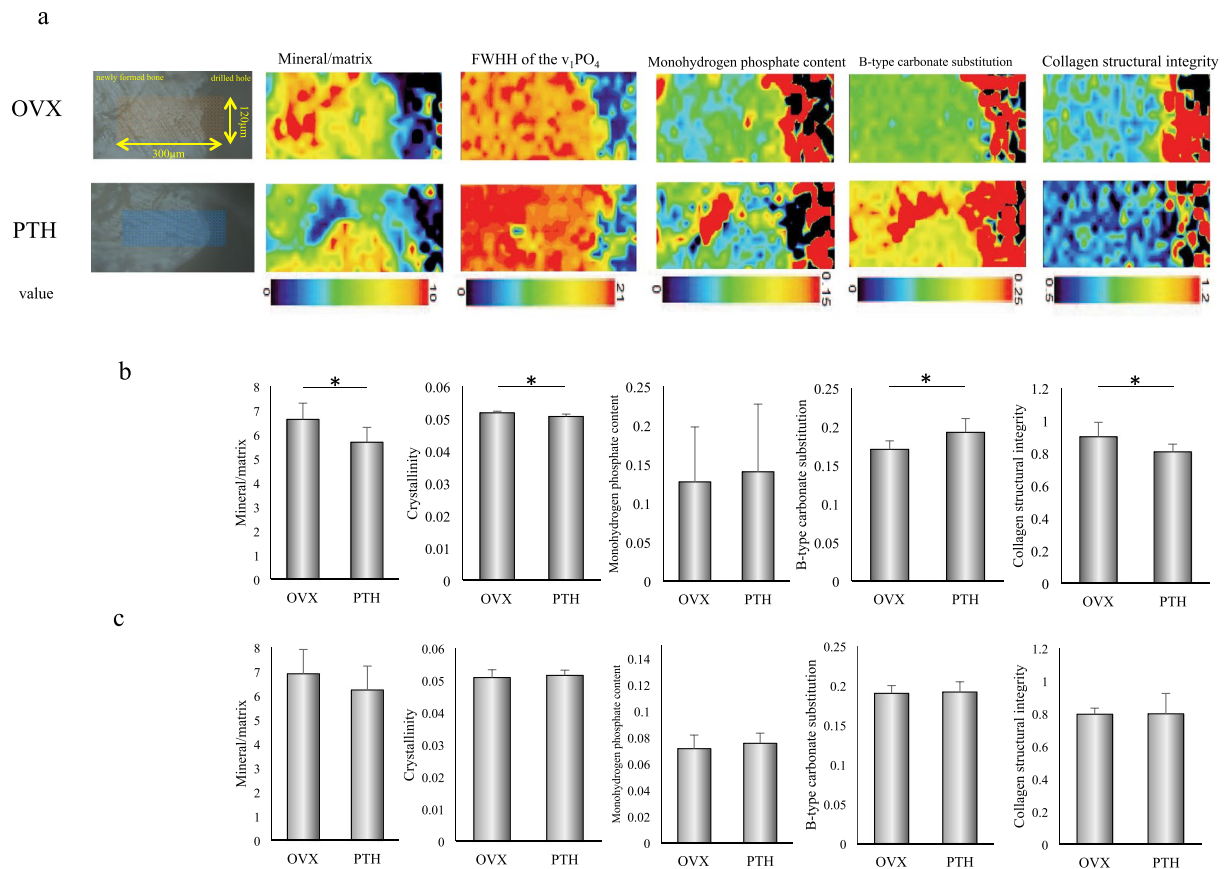 a
Mineral/matrix
FWHH of the v₁PO₄
Monohydrogen phosphate content
B-type carbonate substitution
Collagen structural integrity
OVX
newly formed bone
drilled hole
120μm
300μm
PTH
value
0 10
0 21
0 0.15
0 0.25
0.5 1.2
b
Mineral/matrix
8
7
6
5
4
3
2
1
0
*
OVX PTH
Crystallinity
0.06
0.05
0.04
0.03
0.02
0.01
0
*
OVX PTH
Monohydrogen phosphate content
0.25
0.2
0.15
0.1
0.05
0
OVX PTH
B-type carbonate substitution
0.25
0.2
0.15
0.1
0.05
0
*
OVX PTH
Collagen structural integrity
1.2
1
0.8
0.6
0.4
0.2
0
*
OVX PTH
c
Mineral/matrix
8
7
6
5
4
3
2
1
0
OVX PTH
Crystallinity
0.06
0.05
0.04
0.03
0.02
0.01
0
OVX PTH
Monohydrogen phosphate content
0.14
0.12
0.1
0.08
0.06
0.04
0.02
0
OVX PTH
B-type carbonate substitution
0.25
0.2
0.15
0.1
0.05
0
OVX PTH
Collagen structural integrity
1.2
1
0.8
0.6
0.4
0.2
0
OVX PTH